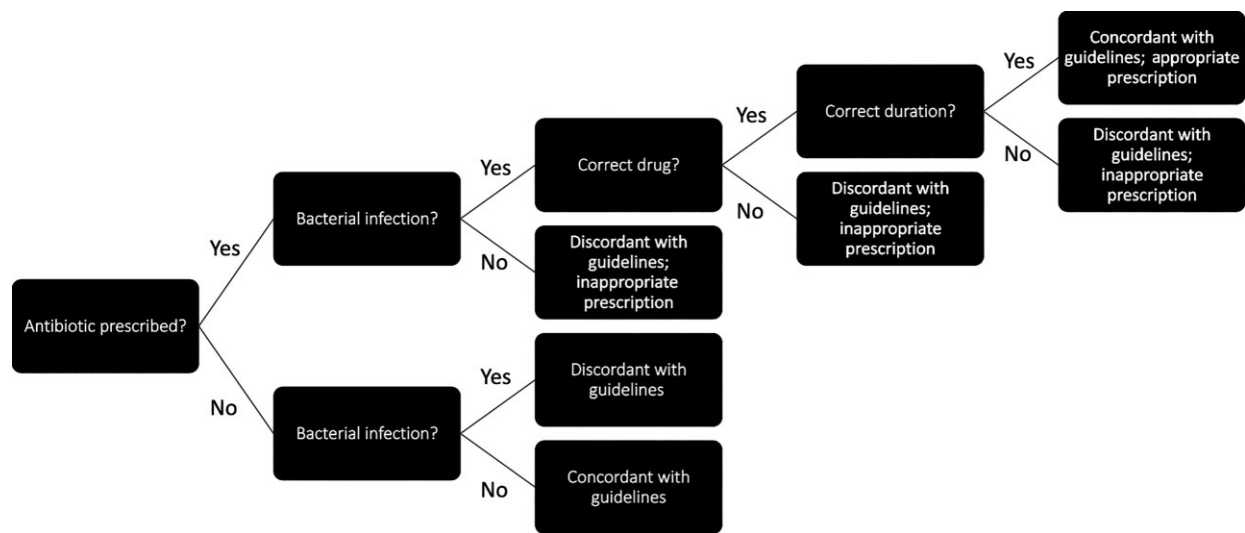 Antibiotic prescribed?
Yes
No
Bacterial infection?
Yes
No
Correct drug?
Yes
No
Correct duration?
Yes
No
Concordant with
guidelines; appropriate
prescription
Discordant with
guidelines;
inappropriate
prescription
Discordant with
guidelines;
inappropriate
prescription
Discordant with
guidelines;
inappropriate
prescription
Bacterial infection?
Yes
No
Discordant with
guidelines
Concordant with
guidelines